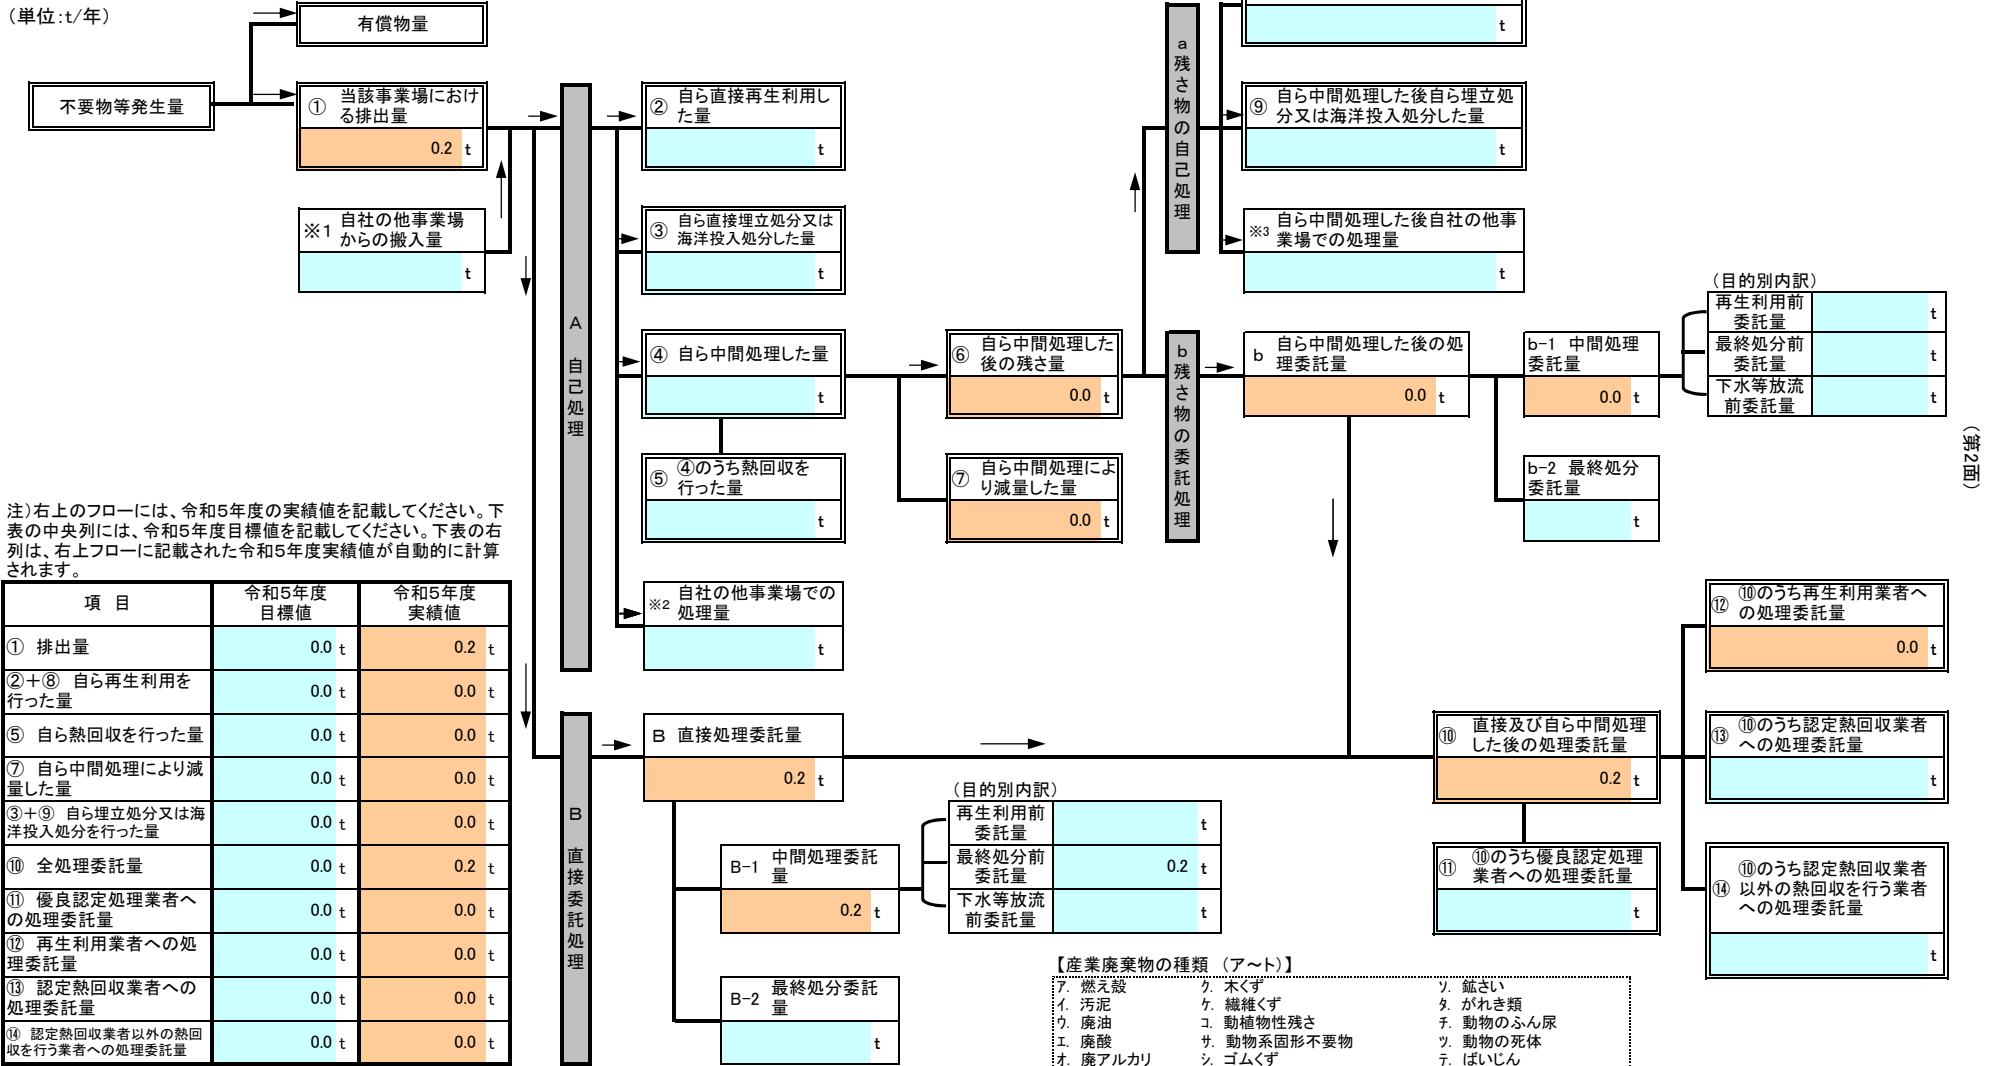 （単位:t/年）
有償物量
不要物等発生量
① 当該事業場におけ
る排出量
0.2 t
※1 自社の他事業場
からの搬入量
t
A 自己処理
② 自ら直接再生利用し
た量
t
③ 自ら直接埋立処分又は
海洋投入処分した量
t
④ 自ら中間処理した量
t
⑤ ④のうち熱回収を
行った量
t
※2 自社の他事業場での
処理量
t
⑥ 自ら中間処理した
後の残さ量
0.0 t
⑦ 自ら中間処理によ
り減量した量
0.0 t
a残さ物の自己処理
t
⑨ 自ら中間処理した後自ら埋立処
分又は海洋投入処分した量
t
※3 自ら中間処理した後自社の他事
業場での処理量
t
b残さ物の委託処理
b 自ら中間処理した後の処
理委託量
0.0 t
b-1 中間処理
委託量
0.0 t
b-2 最終処分
委託量
t
（目的別内訳）
再生利用前
委託量
t
最終処分前
委託量
t
下水等放流
前委託量
t
（第2面）
注）右上のフローには、令和5年度の実績値を記載してください。下
表の中央列には、令和5年度目標値を記載してください。下表の右
列は、右上フローに記載された令和5年度実績値が自動的に計算
されます。
項 目
令和5年度
目標値
令和5年度
実績値
① 排出量 0.0 t 0.2 t
②＋⑧ 自ら再生利用を
行った量 0.0 t 0.0 t
⑤ 自ら熱回収を行った量 0.0 t 0.0 t
⑦ 自ら中間処理により減
量した量 0.0 t 0.0 t
③＋⑨ 自ら埋立処分又は海
洋投入処分を行った量 0.0 t 0.0 t
⑩ 全処理委託量 0.0 t 0.2 t
⑪ 優良認定処理業者へ
の処理委託量 0.0 t 0.0 t
⑫ 再生利用業者への処
理委託量 0.0 t 0.0 t
⑬ 認定熱回収業者への
処理委託量 0.0 t 0.0 t
⑭ 認定熱回収業者以外の熱回
収を行う業者への処理委託量 0.0 t 0.0 t
B 直接委託処理
B 直接処理委託量
0.2 t
B-1 中間処理委託
量
0.2 t
B-2 最終処分委託
量
t
（目的別内訳）
再生利用前
委託量
t
最終処分前
委託量
0.2 t
下水等放流
前委託量
t
⑩ 直接及び自ら中間処理
した後の処理委託量
0.2 t
⑪ ⑩のうち優良認定処理
業者への処理委託量
t
⑫ ⑩のうち再生利用業者へ
の処理委託量
0.0 t
⑬ ⑩のうち認定熱回収業者
への処理委託量
t
⑭ ⑩のうち認定熱回収業者
以外の熱回収を行う業者
への処理委託量
t
【産業廃棄物の種類 （ア～ト）】
ア. 燃え殻 ク. 木くず ソ. 鉱さい
イ. 汚泥 ケ. 繊維くず タ. がれき類
ウ. 廃油 コ. 動植物性残さ チ. 動物のふん尿
エ. 廃酸 サ. 動物系固形不要物 ツ. 動物の死体
オ. 廃アルカリ シ. ゴムくず テ. ばいじん